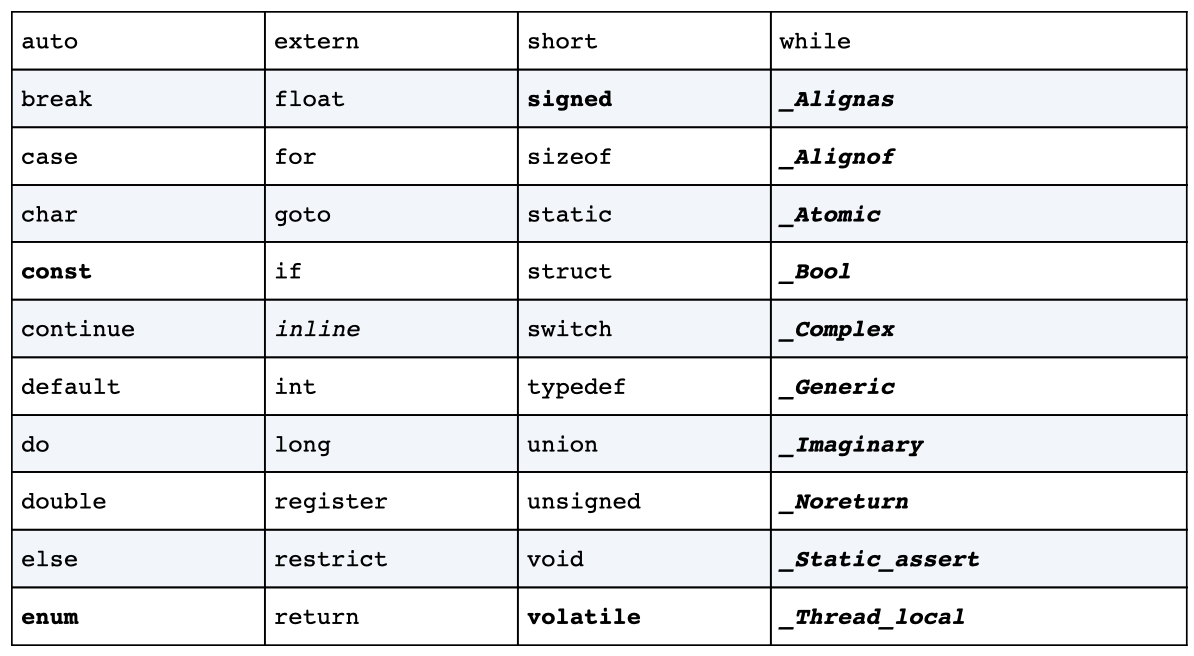 auto extern short while
break float signed _Alignas
case for sizeof _Alignof
char goto static _Atomic
const if struct _Bool
continue inline switch _Complex
default int typedef _Generic
do long union _Imaginary
double register unsigned _Noreturn
else restrict void _Static_assert
enum return volatile _Thread_local